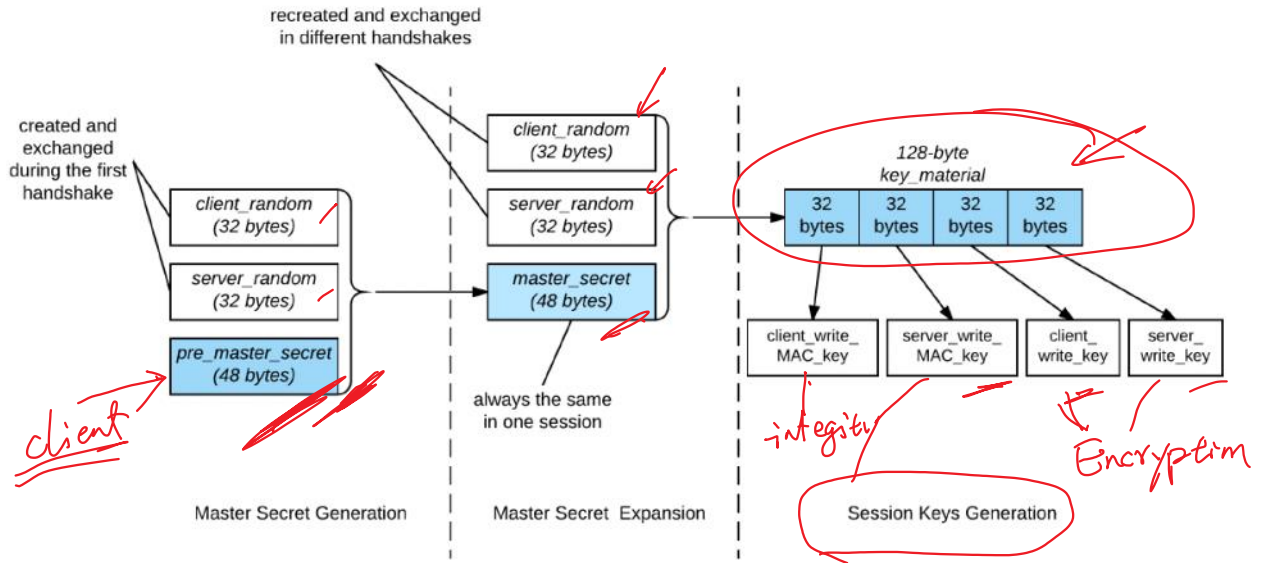 recreated and exchanged
in different handshakes
created and
exchanged
during the first
handshake
client_random
(32 bytes)
server_random
(32 bytes)
pre_master_secret
(48 bytes)
client
Master Secret Generation
client_random
(32 bytes)
server_random
(32 bytes)
master_secret
(48 bytes)
always the same
in one session
Master Secret Expansion
128-byte
key_material
32
bytes
32
bytes
32
bytes
32
bytes
client_write_
MAC_key
server_write_
MAC_key
client_
write_key
server_
write_key
integrity
Encryption
Session Keys Generation